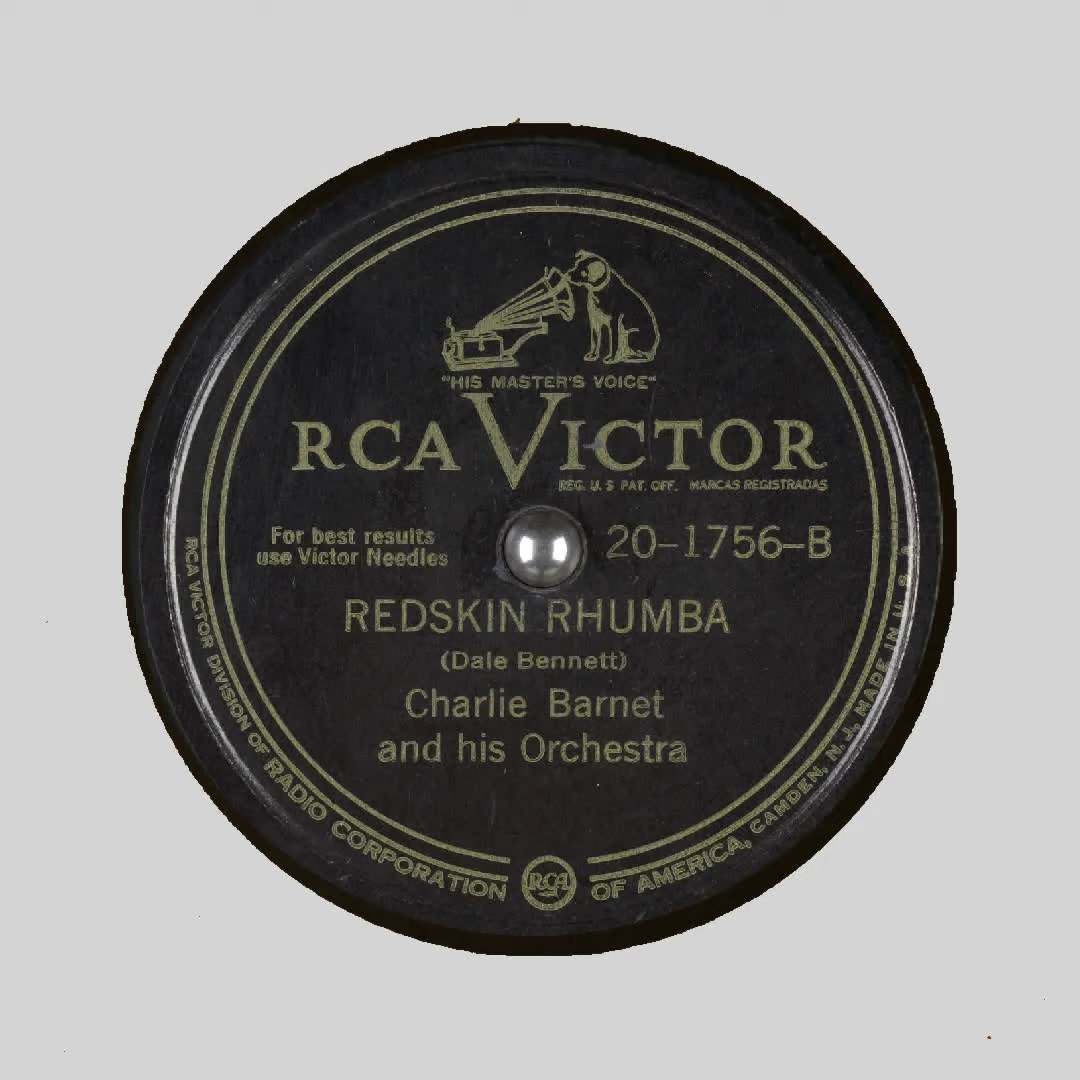 "HIS MASTER'S VOICE"
RCA VICTOR
REG. U. S PAT. OFF. MARCAS REGISTRADAS
For best results
use Victor Needles
20-1756-B
REDSKIN RHUMBA
(Dale Bennett)
Charlie Barnet
and his Orchestra
RCA VICTOR DIVISION OF RADIO CORPORATION OF AMERICA, CAMDEN, N. J., MADE IN U. S. A.
RCA